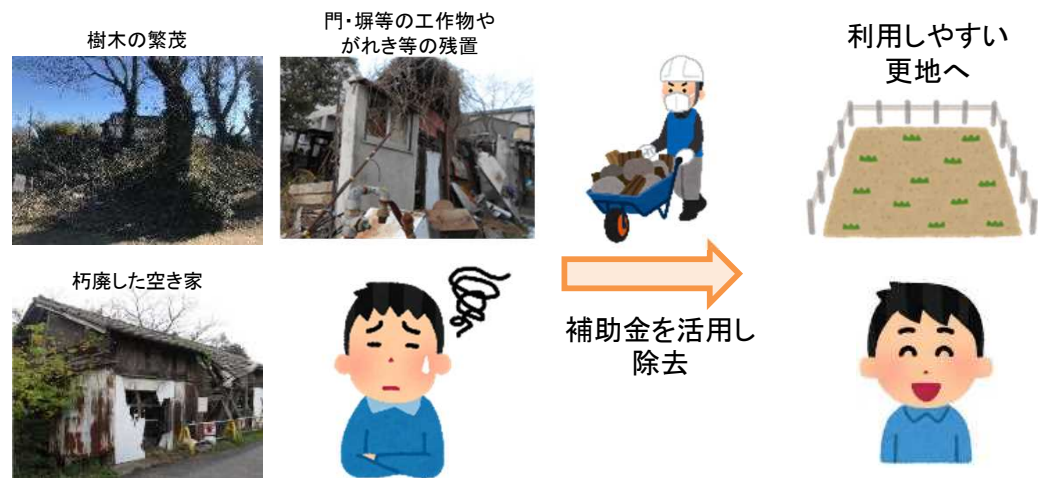 樹木の繁茂
門・塀等の工作物や
がれき等の残置
朽廃した空き家
補助金を活用し
除去
利用しやすい
更地へ